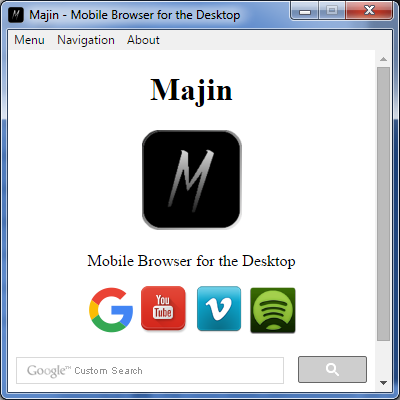 Majin - Mobile Browser for the Desktop
Menu Navigation About
Majin
M
Mobile Browser for the Desktop
G You Tube v
Google™ Custom Search